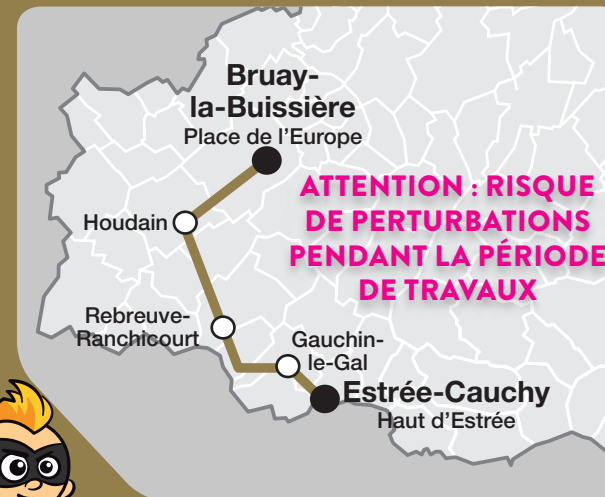 Bruay-
la-Buissière
Place de l'Europe
ATTENTION : RISQUE
DE PERTURBATIONS
PENDANT LA PÉRIODE
DE TRAVAUX
Houdain
Rebreuve-
Ranchicourt
Gauchin-
le-Gal
Estrée-Cauchy
Haut d'Estrée